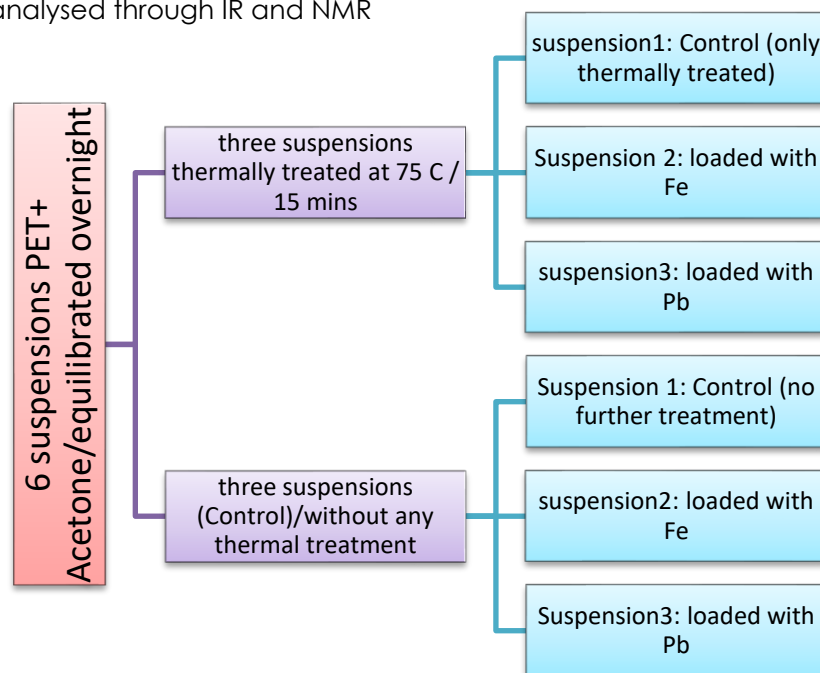 analysed through IR and NMR
6 suspensions PET+
Acetone/equilibrated overnight
three suspensions
thermally treated at 75 C /
15 mins
suspension1: Control (only
thermally treated)
Suspension 2: loaded with
Fe
suspension3: loaded with
Pb
three suspensions
(Control)/without any
thermal treatment
Suspension 1: Control (no
further treatment)
suspension2: loaded with
Fe
Suspension3: loaded with
Pb